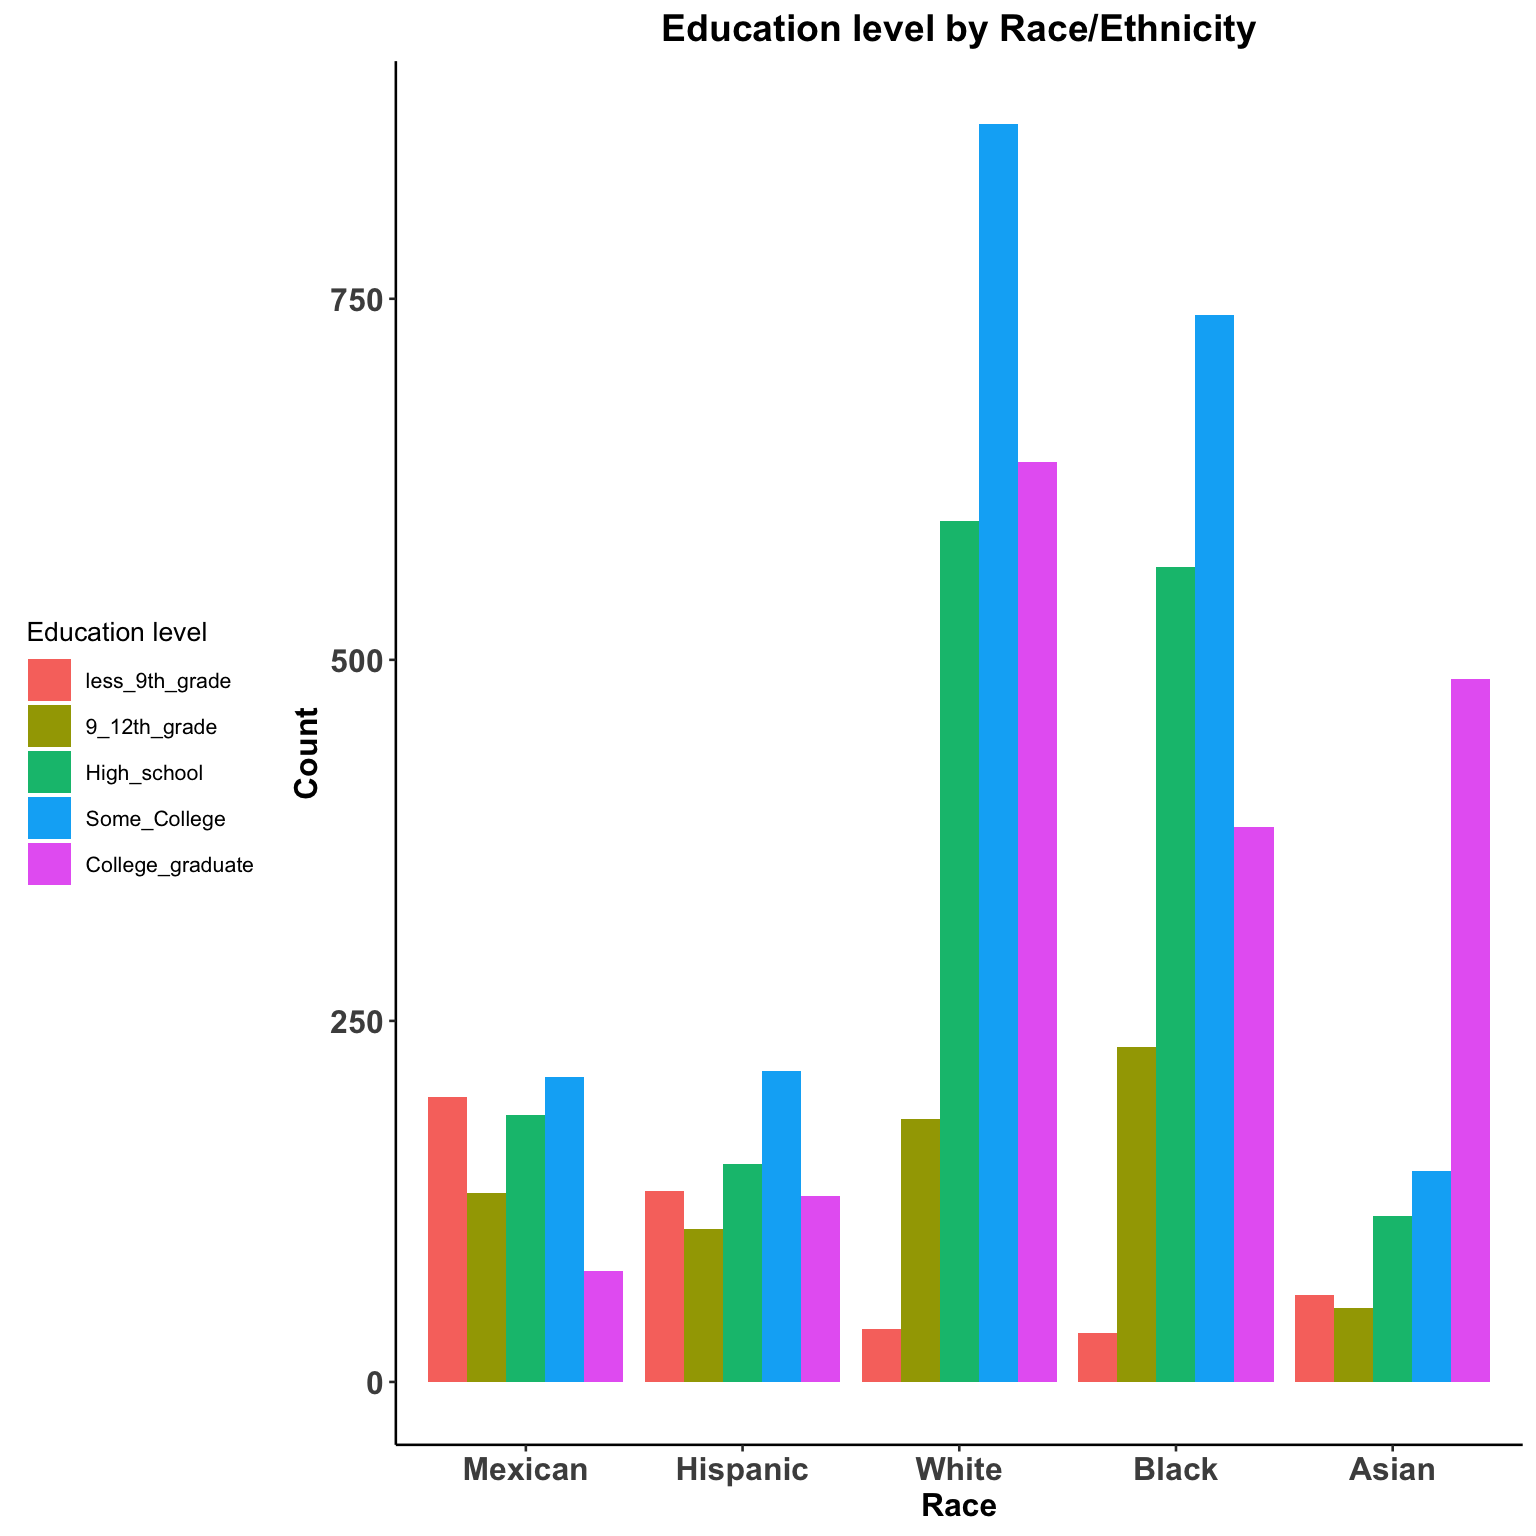 Education level by Race/Ethnicity
Education level
less_9th_grade
9_12th_grade
High_school
Some_College
College_graduate
Count
750
500
250
0
Mexican Hispanic White Black Asian
Race